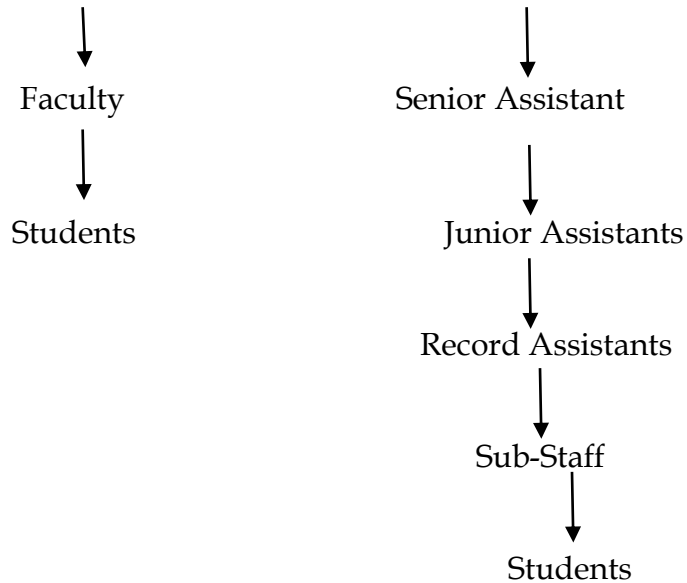 Faculty
Senior Assistant
Students
Junior Assistants
Record Assistants
Sub-Staff
Students